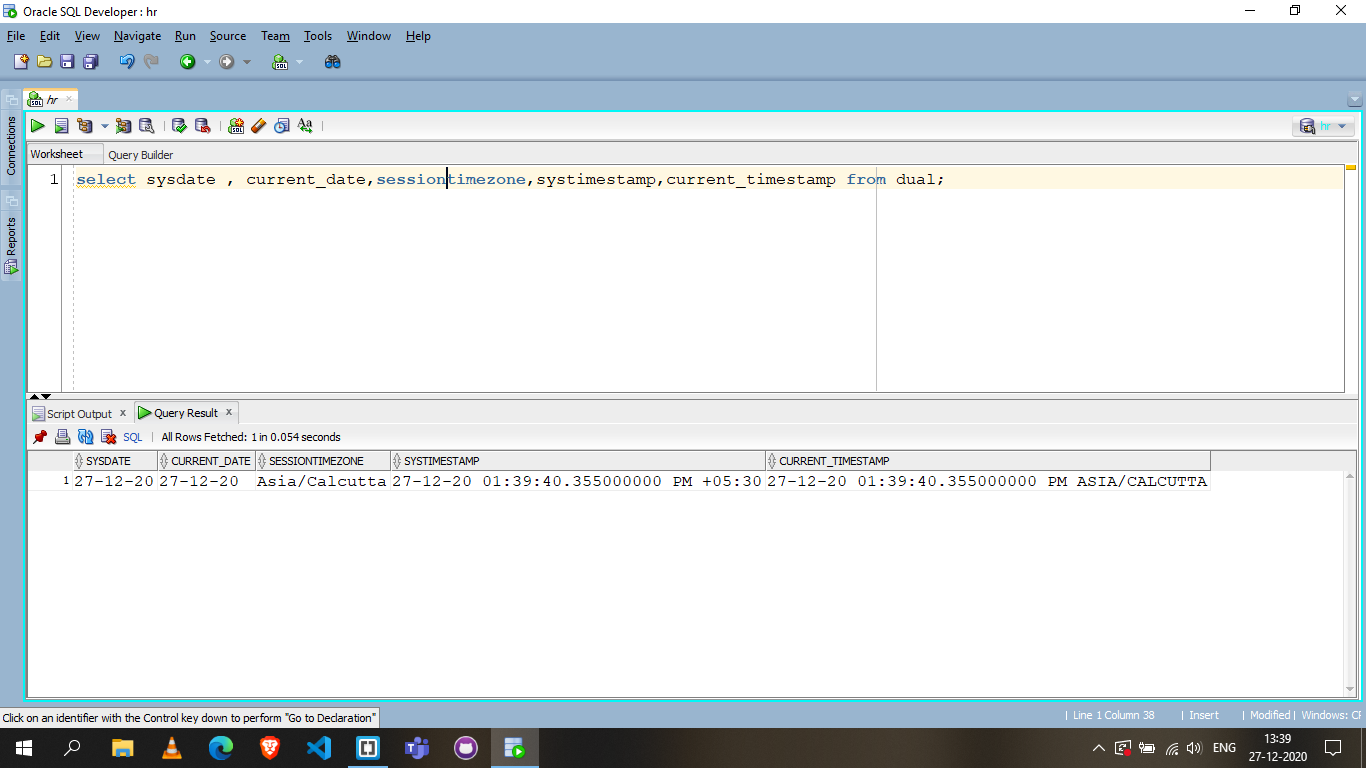 Oracle SQL Developer : hr
File Edit View Navigate Run Source Team Tools Window Help
hr
Connections
Reports
hr
Worksheet Query Builder
1 select sysdate , current_date,sessiontimezone,systimestamp,current_timestamp from dual;
Script Output x Query Result x
SQL | All Rows Fetched: 1 in 0.054 seconds
SYSDATE CURRENT_DATE SESSIONTIMEZONE SYSTIMESTAMP CURRENT_TIMESTAMP
1 27-12-20 27-12-20 Asia/Calcutta 27-12-20 01:39:40.355000000 PM +05:30 27-12-20 01:39:40.355000000 PM ASIA/CALCUTTA
Click on an identifier with the Control key down to perform "Go to Declaration"
| Line 1 Column 38 | Insert | Modified | Windows: CF
ENG
13:39
27-12-2020